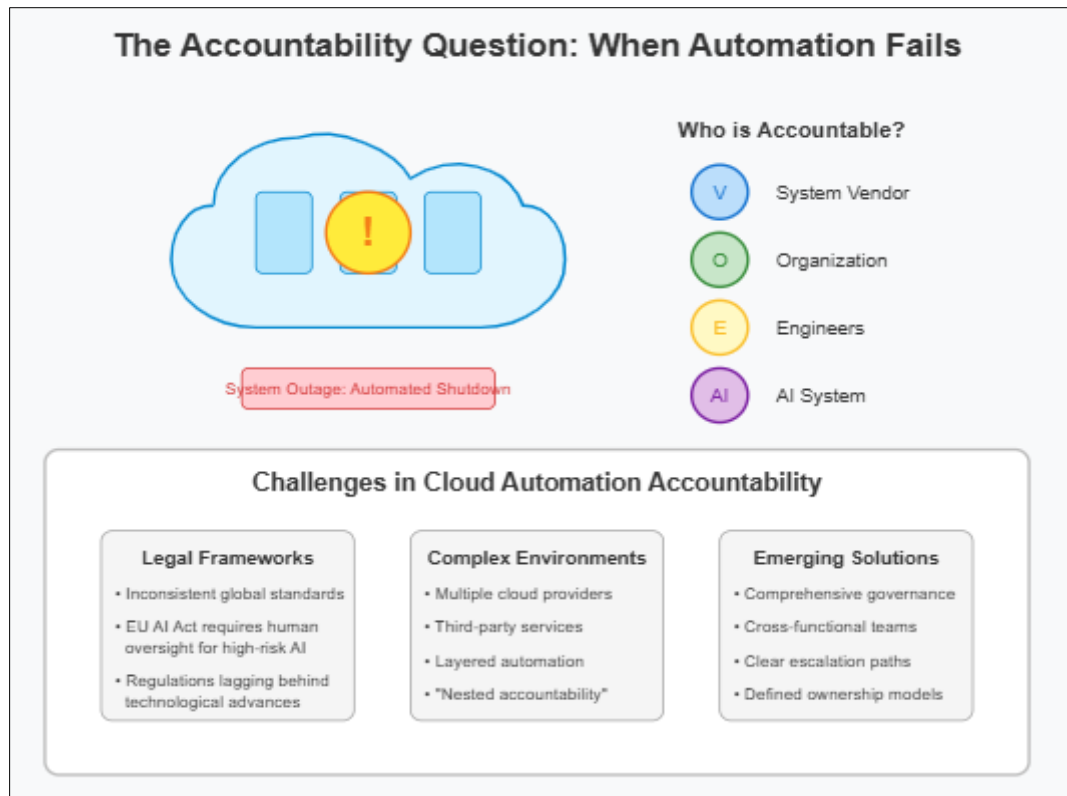 The Accountability Question: When Automation Fails
!
System Outage: Automated Shutdown
Who is Accountable?
V
System Vendor
O
Organization
E
Engineers
AI
AI System
Challenges in Cloud Automation Accountability
Legal Frameworks
• Inconsistent global standards
• EU AI Act requires human
oversight for high-risk AI
• Regulations lagging behind
technological advances
Complex Environments
• Multiple cloud providers
• Third-party services
• Layered automation
• "Nested accountability"
Emerging Solutions
• Comprehensive governance
• Cross-functional teams
• Clear escalation paths
• Defined ownership models